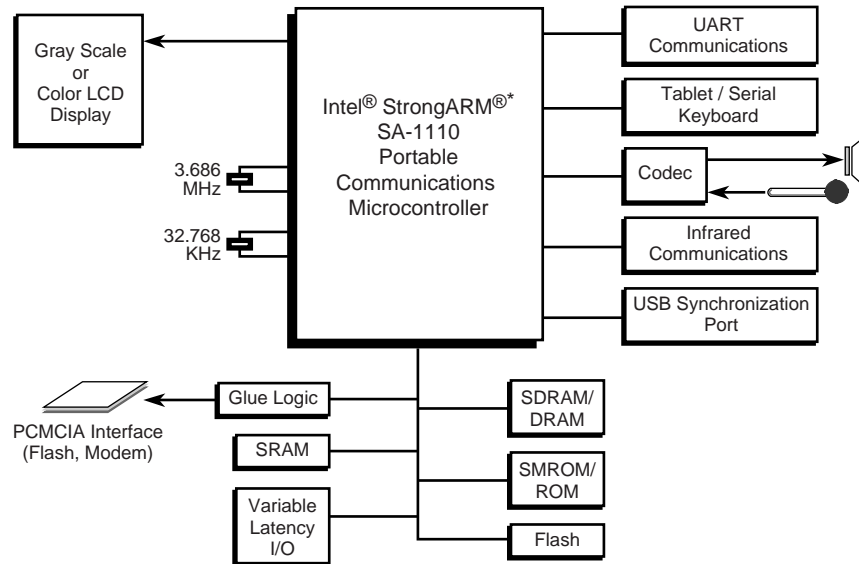 Gray Scale
or
Color LCD
Display
Intel® StrongARM®*
SA-1110
Portable
Communications
Microcontroller
3.686
MHz
32.768
KHz
UART
Communications
Tablet / Serial
Keyboard
Codec
Infrared
Communications
USB Synchronization
Port
Glue Logic
PCMCIA Interface
(Flash, Modem)
SRAM
Variable
Latency
I/O
SDRAM/
DRAM
SMROM/
ROM
Flash